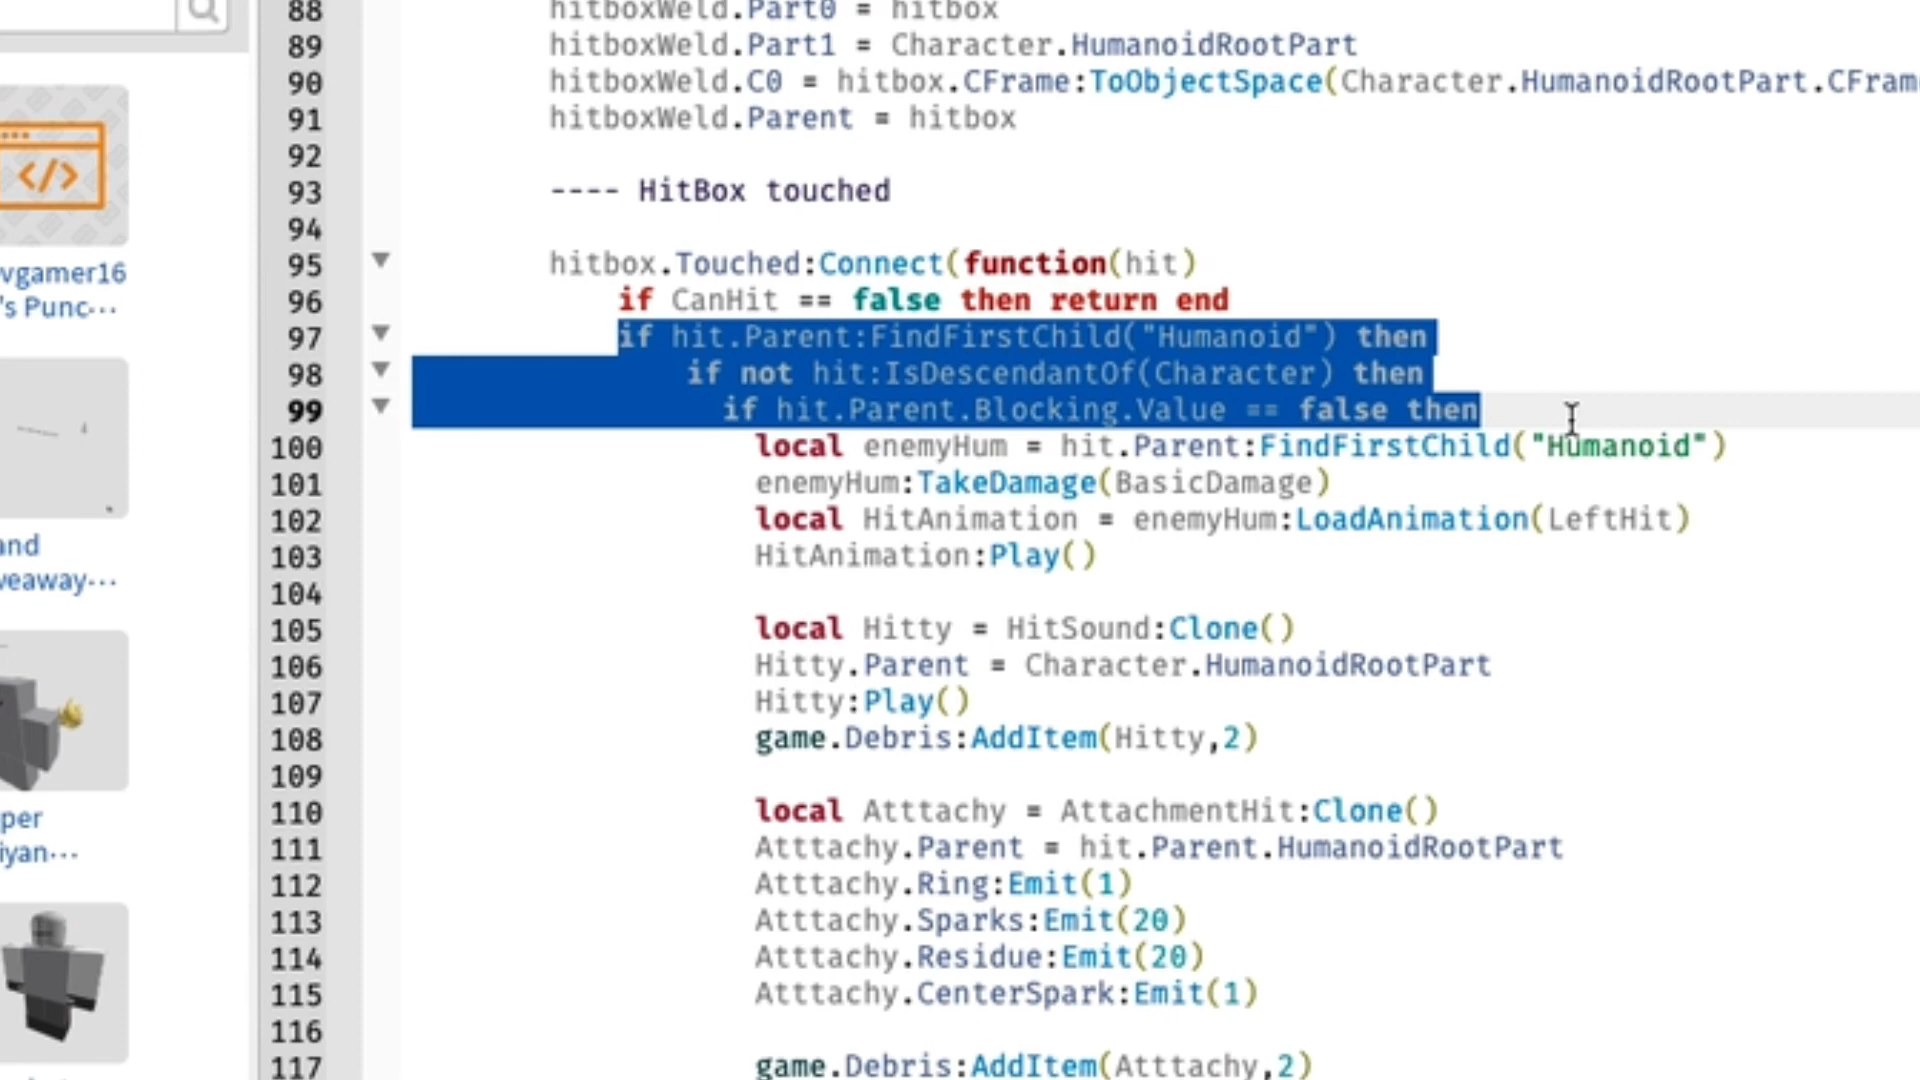 88 hitboxWeld.Part0 = hitbox
89 hitboxWeld.Part1 = Character.HumanoidRootPart
90 hitboxWeld.C0 = hitbox.CFrame:ToObjectSpace(Character.HumanoidRootPart.CFram
91 hitboxWeld.Parent = hitbox
92
93 ---- HitBox touched
94
95 hitbox.Touched:Connect(function(hit)
96 if CanHit == false then return end
97 if hit.Parent:FindFirstChild("Humanoid") then
98 if not hit:IsDescendantOf(Character) then
99 if hit.Parent.Blocking.Value == false then
100 local enemyHum = hit.Parent:FindFirstChild("Humanoid")
101 enemyHum:TakeDamage(BasicDamage)
102 local HitAnimation = enemyHum:LoadAnimation(LeftHit)
103 HitAnimation:Play()
104
105 local Hitty = HitSound:Clone()
106 Hitty.Parent = Character.HumanoidRootPart
107 Hitty:Play()
108 game.Debris:AddItem(Hitty,2)
109
110 local Atttachy = AttachmentHit:Clone()
111 Atttachy.Parent = hit.Parent.HumanoidRootPart
112 Atttachy.Ring:Emit(1)
113 Atttachy.Sparks:Emit(20)
114 Atttachy.Residue:Emit(20)
115 Atttachy.CenterSpark:Emit(1)
116
117 game.Debris:AddItem(Atttachy,2)
</> 
vgamer16
's Punc...
and
veaway...
per
iyan...